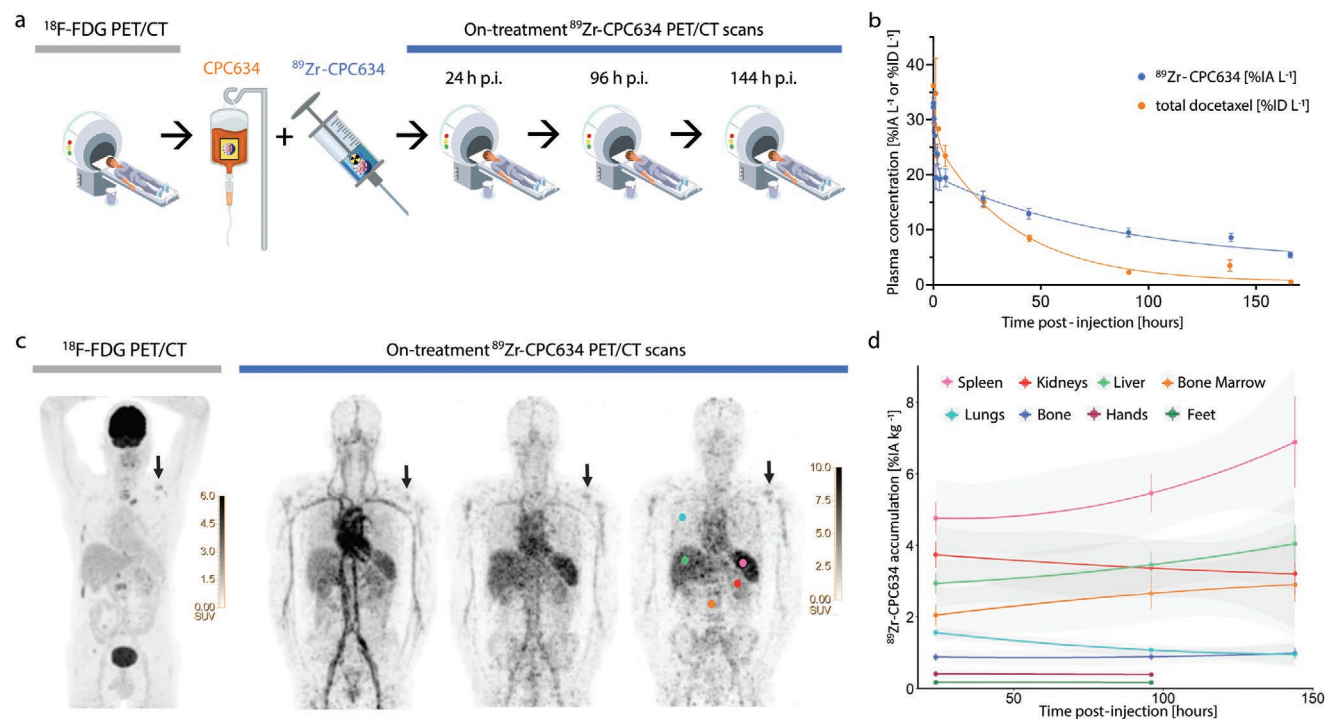 a
¹⁸F-FDG PET/CT
On-treatment ⁸⁹Zr-CPC634 PET/CT scans
CPC634
⁸⁹Zr-CPC634
24 h p.i.
96 h p.i.
144 h p.i.
+
b
Plasma concentration [%IA L⁻¹ or %ID L⁻¹]
40
30
20
10
0
⁸⁹Zr-CPC634 [%IA L⁻¹]
total docetaxel [%ID L⁻¹]
0 50 100 150
Time post-injection [hours]
c
¹⁸F-FDG PET/CT
On-treatment ⁸⁹Zr-CPC634 PET/CT scans
6.0
4.5
3.0
1.5
0.00
SUV
10.0
7.5
5.0
2.5
0.00
SUV
d
⁸⁹Zr-CPC634 accumulation [%IA kg⁻¹]
8
6
4
2
0
Spleen Kidneys Liver Bone Marrow
Lungs Bone Hands Feet
50 100 150
Time post-injection [hours]